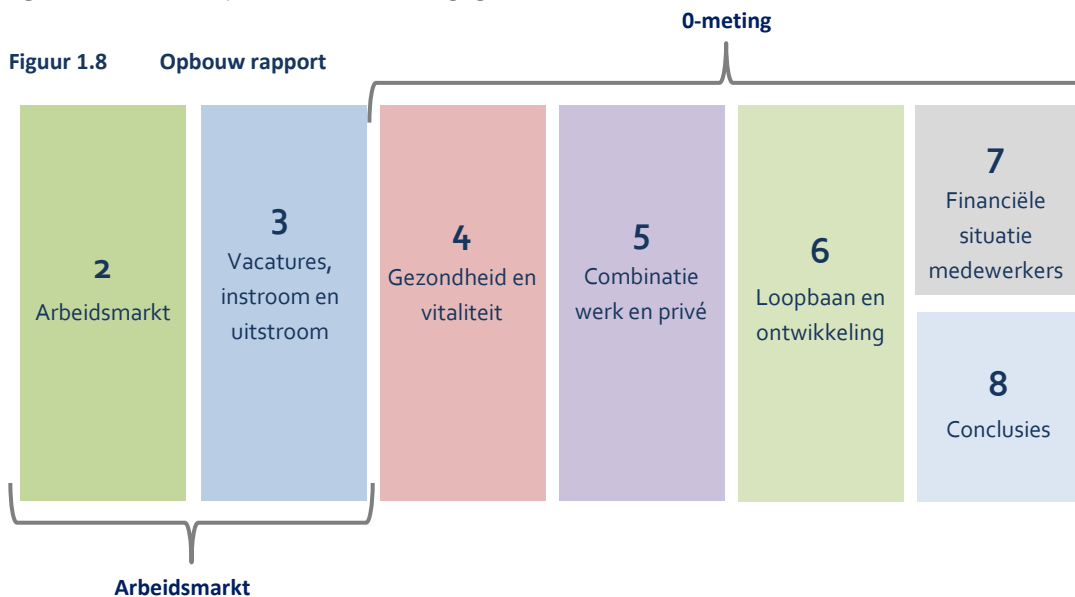 0-meting
Figuur 1.8 Opbouw rapport
2
Arbeidsmarkt
3
Vacatures,
instroom en
uitstroom
4
Gezondheid en
vitaliteit
5
Combinatie
werk en privé
6
Loopbaan en
ontwikkeling
7
Financiële
situatie
medewerkers
8
Conclusies
Arbeidsmarkt